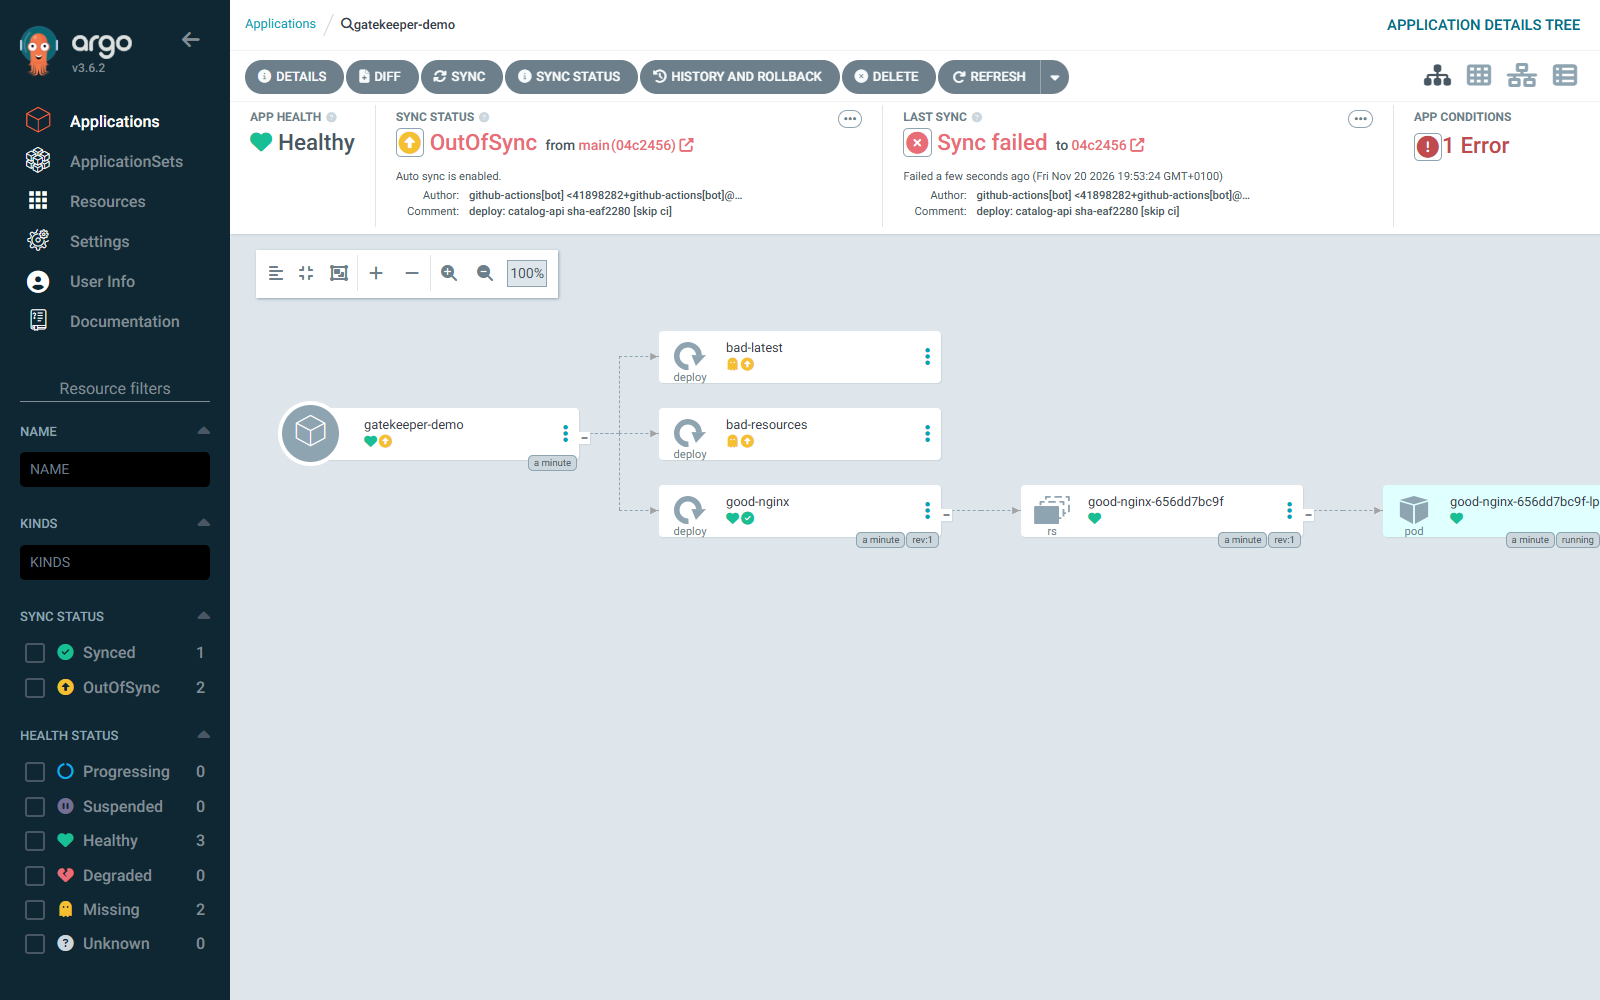 argo
v3.6.2
Applications
ApplicationSets
Resources
Settings
User Info
Documentation
Resource filters
NAME
NAME
KINDS
KINDS
SYNC STATUS
Synced 1
OutOfSync 2
HEALTH STATUS
Progressing 0
Suspended 0
Healthy 3
Degraded 0
Missing 2
Unknown 0
Applications / gatekeeper-demo
APPLICATION DETAILS TREE
DETAILS
DIFF
SYNC
SYNC STATUS
HISTORY AND ROLLBACK
DELETE
REFRESH
APP HEALTH
Healthy
SYNC STATUS
OutOfSync from main (04c2456)
Auto sync is enabled.
Author: github-actions[bot] <41898282+github-actions[bot]@...
Comment: deploy: catalog-api sha-eaf2280 [skip ci]
LAST SYNC
Sync failed to 04c2456
Failed a few seconds ago (Fri Nov 20 2026 19:53:24 GMT+0100)
Author: github-actions[bot] <41898282+github-actions[bot]@...
Comment: deploy: catalog-api sha-eaf2280 [skip ci]
APP CONDITIONS
1 Error
100%
gatekeeper-demo
a minute
bad-latest
deploy
bad-resources
deploy
good-nginx
deploy
a minute
rev:1
good-nginx-656dd7bc9f
rs
a minute
rev:1
good-nginx-656dd7bc9f-lp
pod
a minute
running